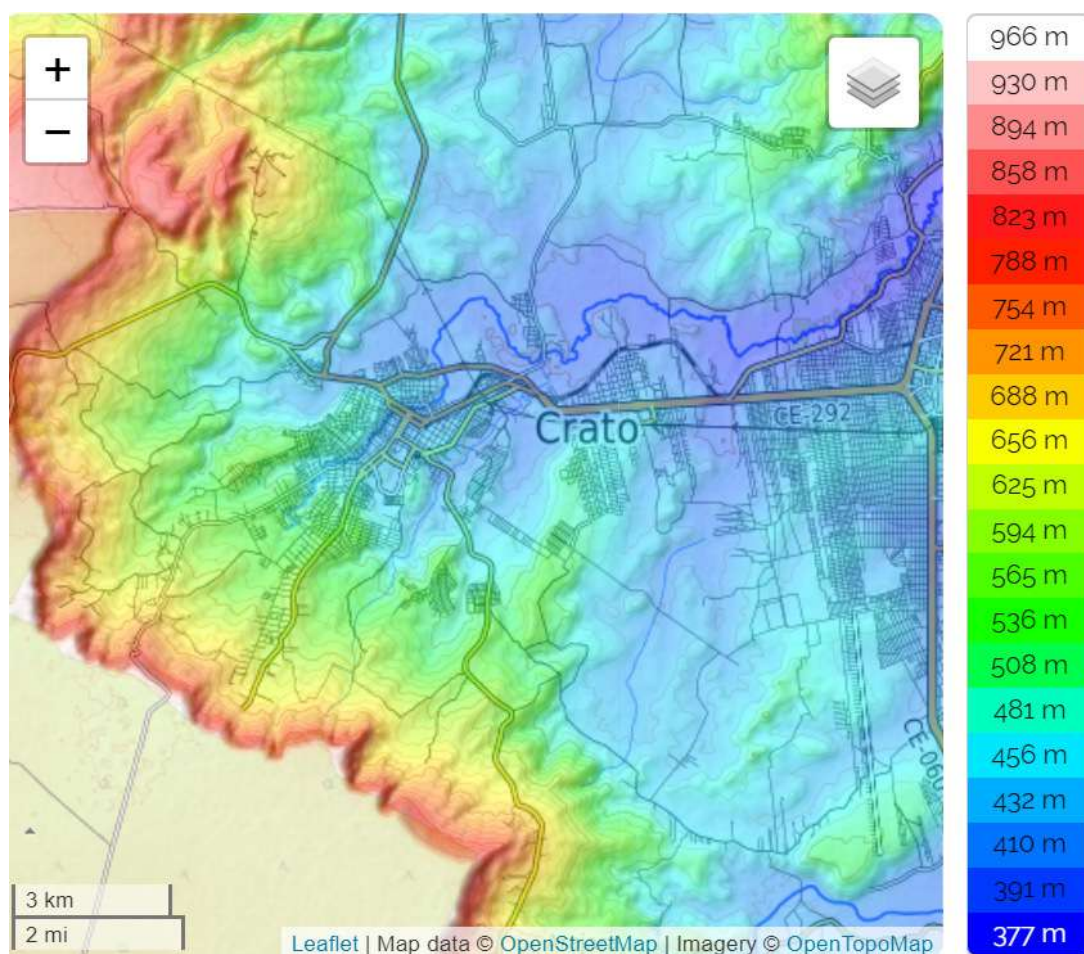 +
−
966 m
930 m
894 m
858 m
823 m
788 m
754 m
721 m
688 m
656 m
625 m
594 m
565 m
536 m
508 m
481 m
456 m
432 m
410 m
391 m
377 m
CE-292
Crato
CE-060
3 km
2 mi
Leaflet | Map data © OpenStreetMap | Imagery © OpenTopoMap